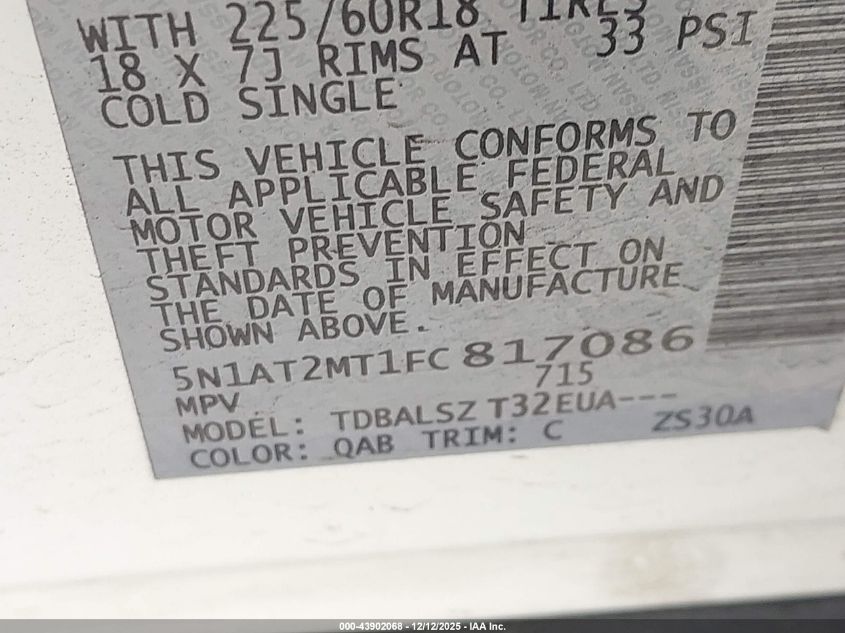 WITH 225/60R18 TIRES
18 X 7J RIMS AT 33 PSI
COLD SINGLE
THIS VEHICLE CONFORMS TO
ALL APPLICABLE FEDERAL
MOTOR VEHICLE SAFETY AND
THEFT PREVENTION
STANDARDS IN EFFECT ON
THE DATE OF MANUFACTURE
SHOWN ABOVE.
5N1AT2MT1FC817086
MPV 715
MODEL: TDBALSZ T32EUA---
COLOR: QAB TRIM: C ZS30A
000-43902068 - 12/12/2025 - IAA Inc.